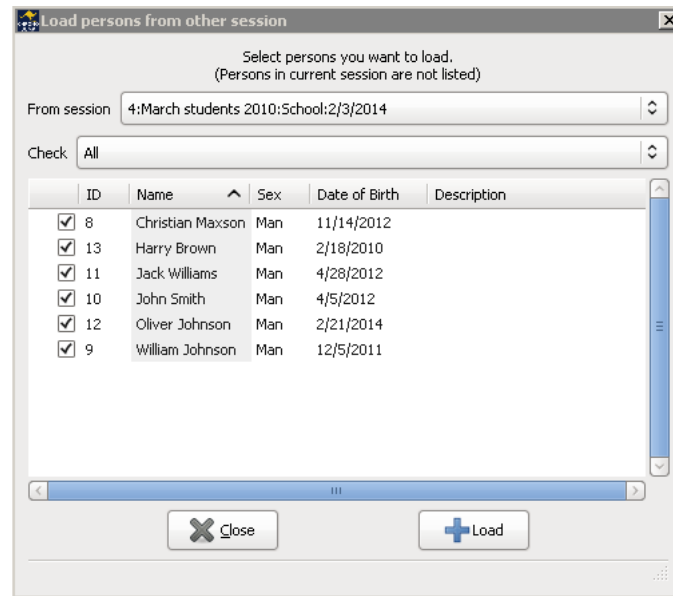 Load persons from other session
Select persons you want to load.
(Persons in current session are not listed)
From session 4:March students 2010:School:2/3/2014
Check All
ID Name Sex Date of Birth Description
8 Christian Maxson Man 11/14/2012
13 Harry Brown Man 2/18/2010
11 Jack Williams Man 4/28/2012
10 John Smith Man 4/5/2012
12 Oliver Johnson Man 2/21/2014
9 William Johnson Man 12/5/2011
Close Load